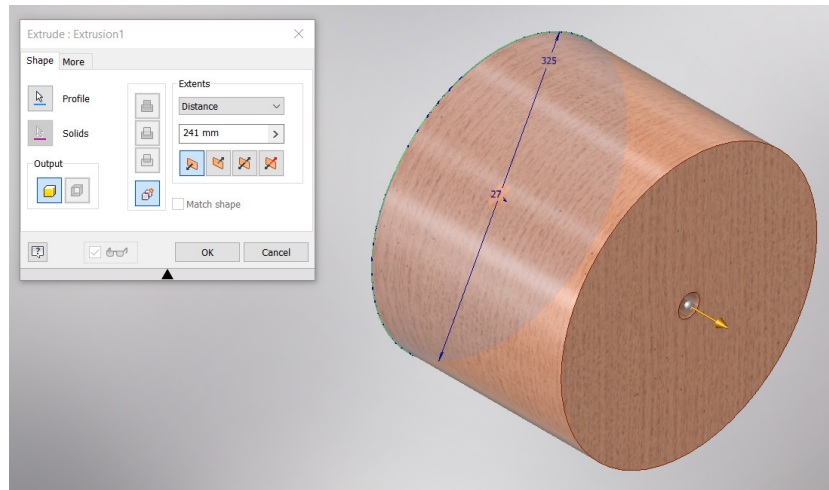 Extrude : Extrusion1
Shape More
Profile
Solids
Output
Extents
Distance
241 mm
Match shape
OK Cancel
325
27